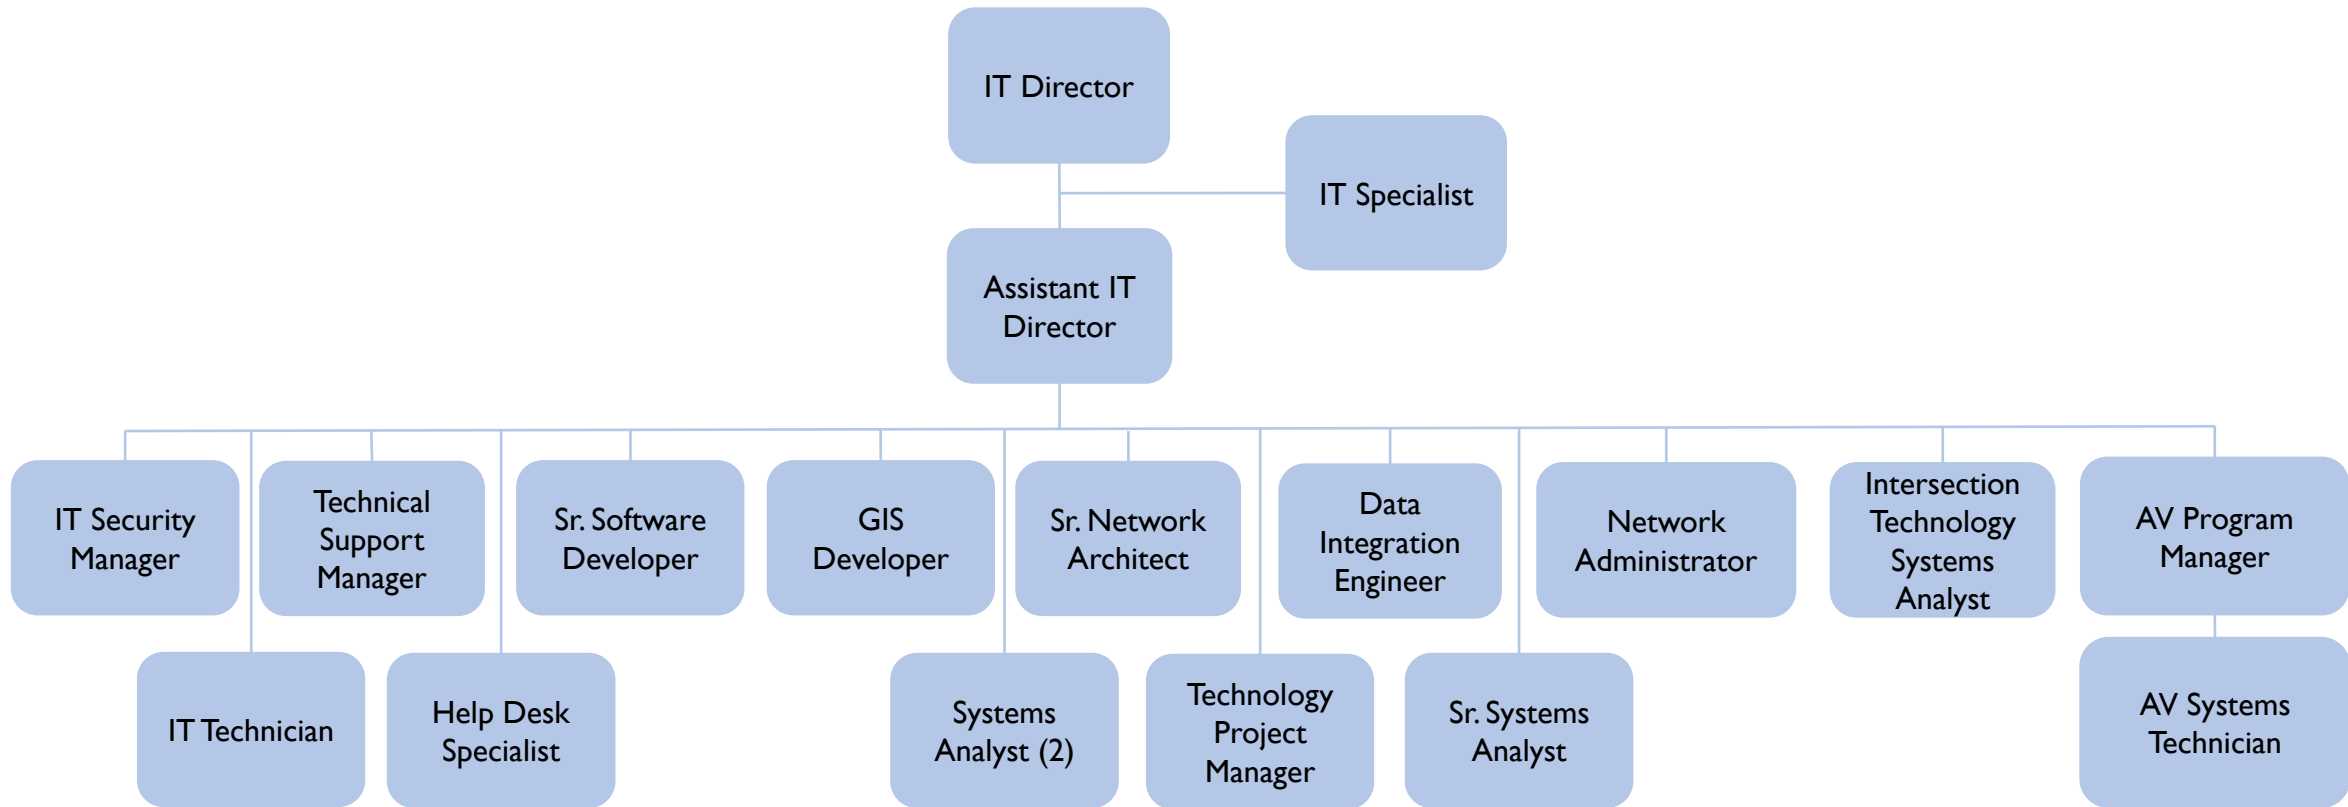 IT Director
IT Specialist
Assistant IT
Director
IT Security
Manager
Technical
Support
Manager
Sr. Software
Developer
GIS
Developer
Sr. Network
Architect
Data
Integration
Engineer
Network
Administrator
Intersection
Technology
Systems
Analyst
AV Program
Manager
IT Technician
Help Desk
Specialist
Systems
Analyst (2)
Technology
Project
Manager
Sr. Systems
Analyst
AV Systems
Technician